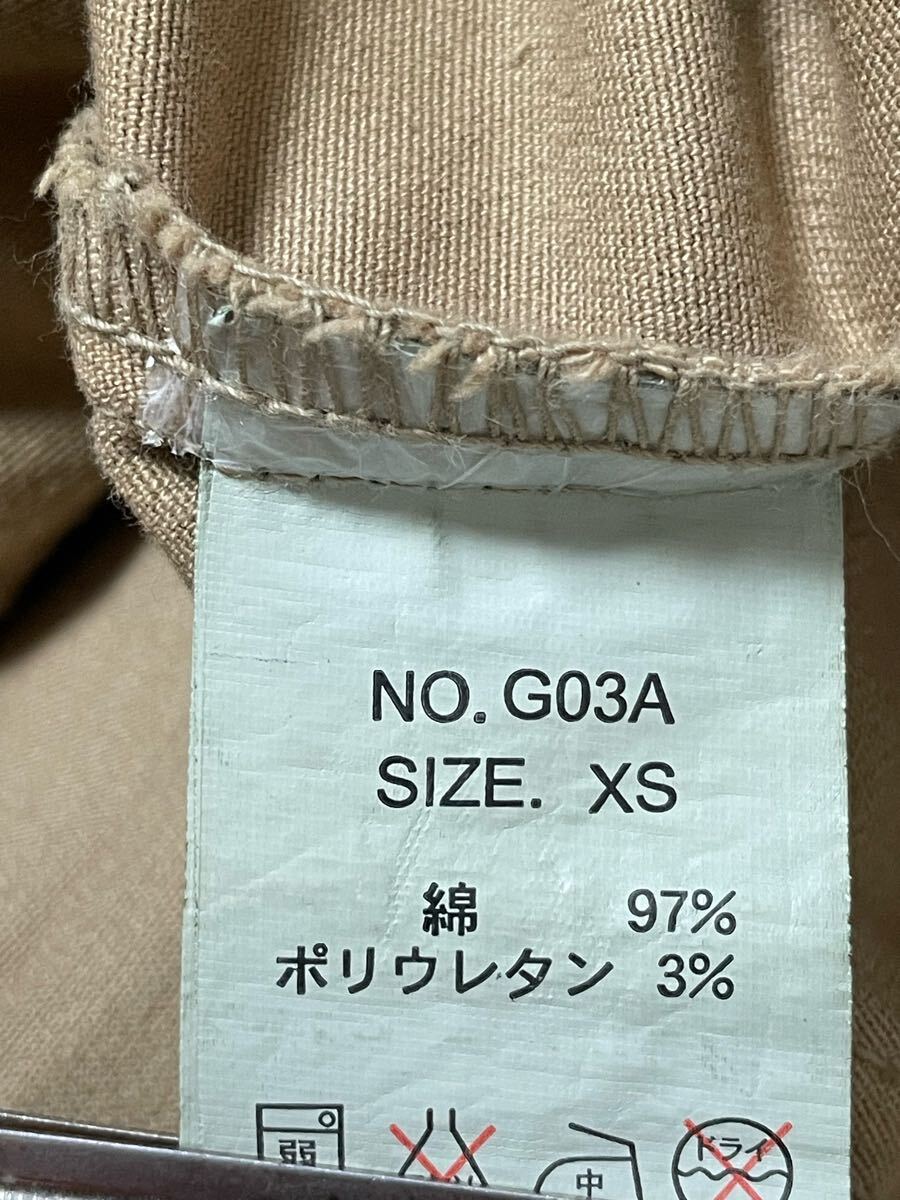 NO. G03A
SIZE. XS
綿 97%
ポリウレタン 3%
弱 中 ドライ